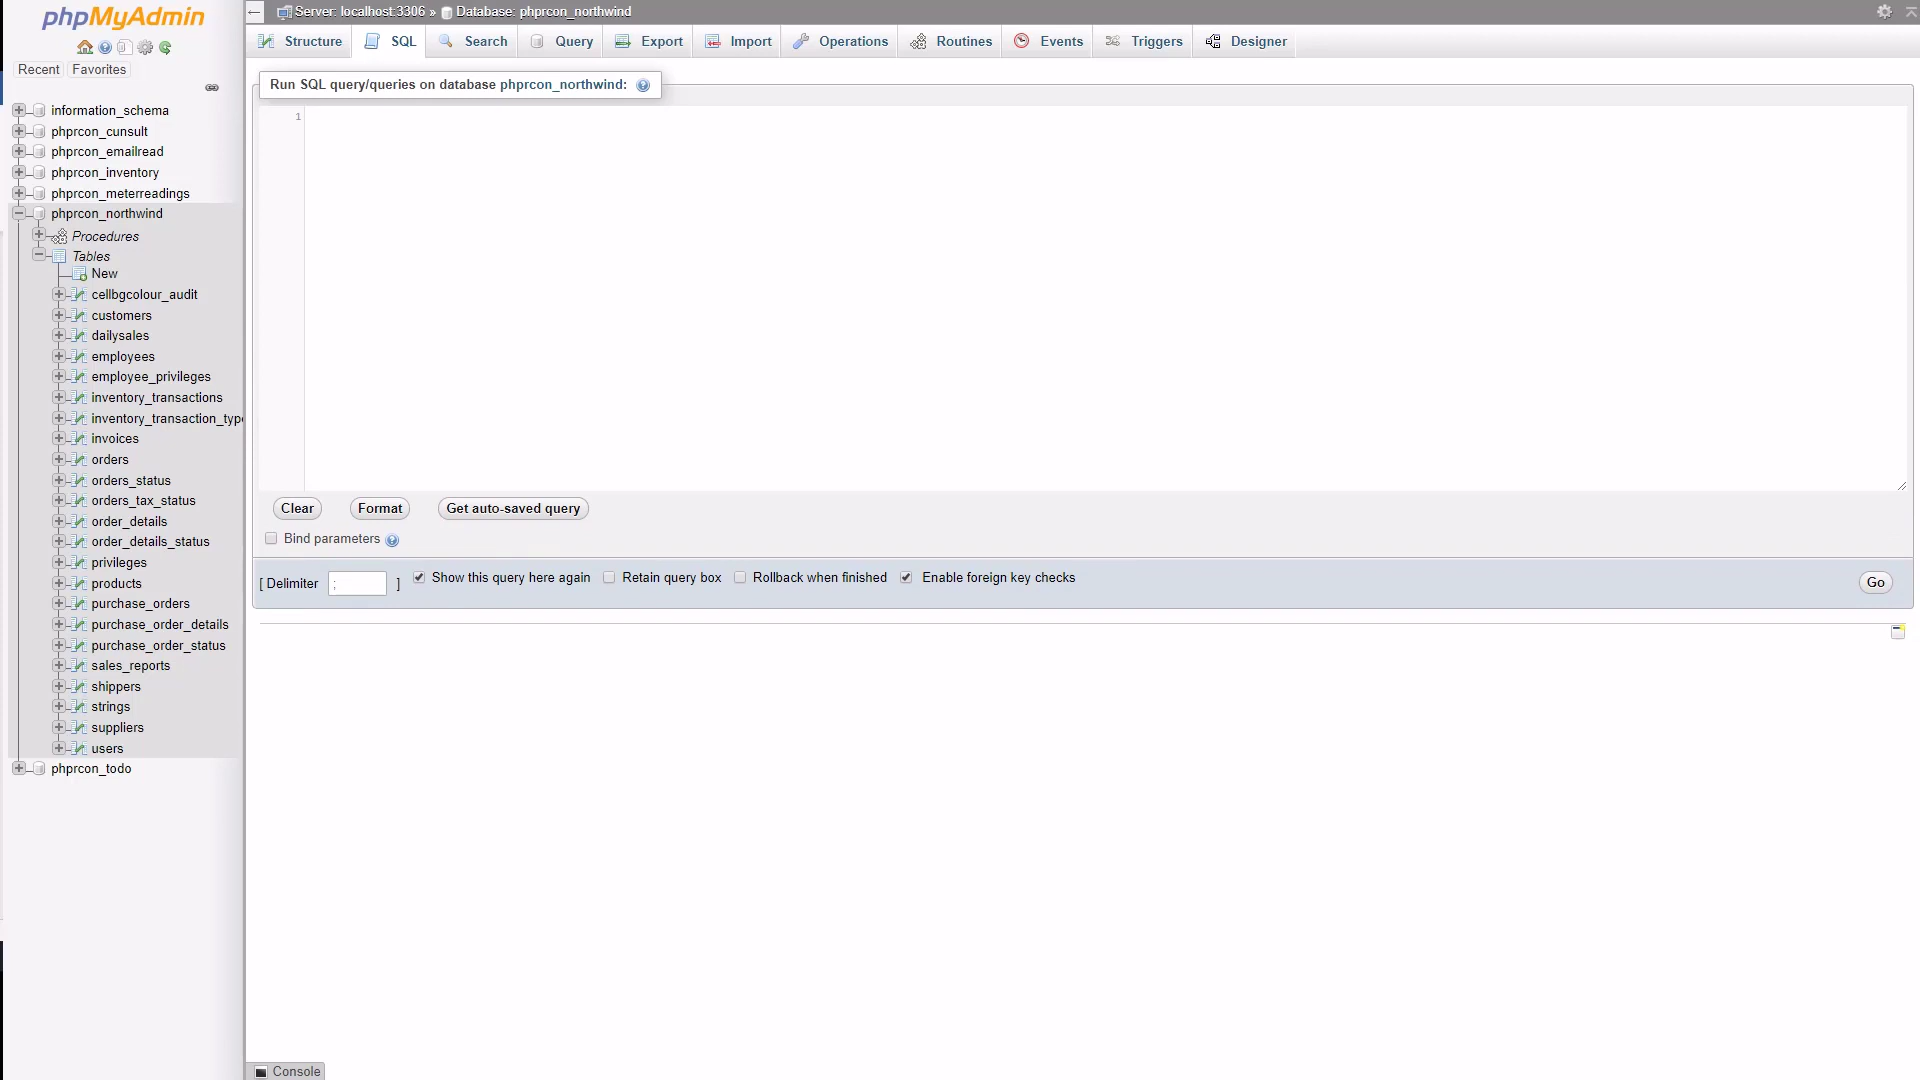 phpMyAdmin
Recent Favorites
information_schema
phprcon_cunsult
phprcon_emailread
phprcon_inventory
phprcon_meterreadings
phprcon_northwind
Procedures
Tables
New
cellbgcolour_audit
customers
dailysales
employees
employee_privileges
inventory_transactions
inventory_transaction_type
invoices
orders
orders_status
orders_tax_status
order_details
order_details_status
privileges
products
purchase_orders
purchase_order_details
purchase_order_status
sales_reports
shippers
strings
suppliers
users
phprcon_todo
Server: localhost:3306 » Database: phprcon_northwind
Structure SQL Search Query Export Import Operations Routines Events Triggers Designer
Run SQL query/queries on database phprcon_northwind:
1
Clear Format Get auto-saved query
Bind parameters
[ Delimiter ; ] Show this query here again Retain query box Rollback when finished Enable foreign key checks Go
Console